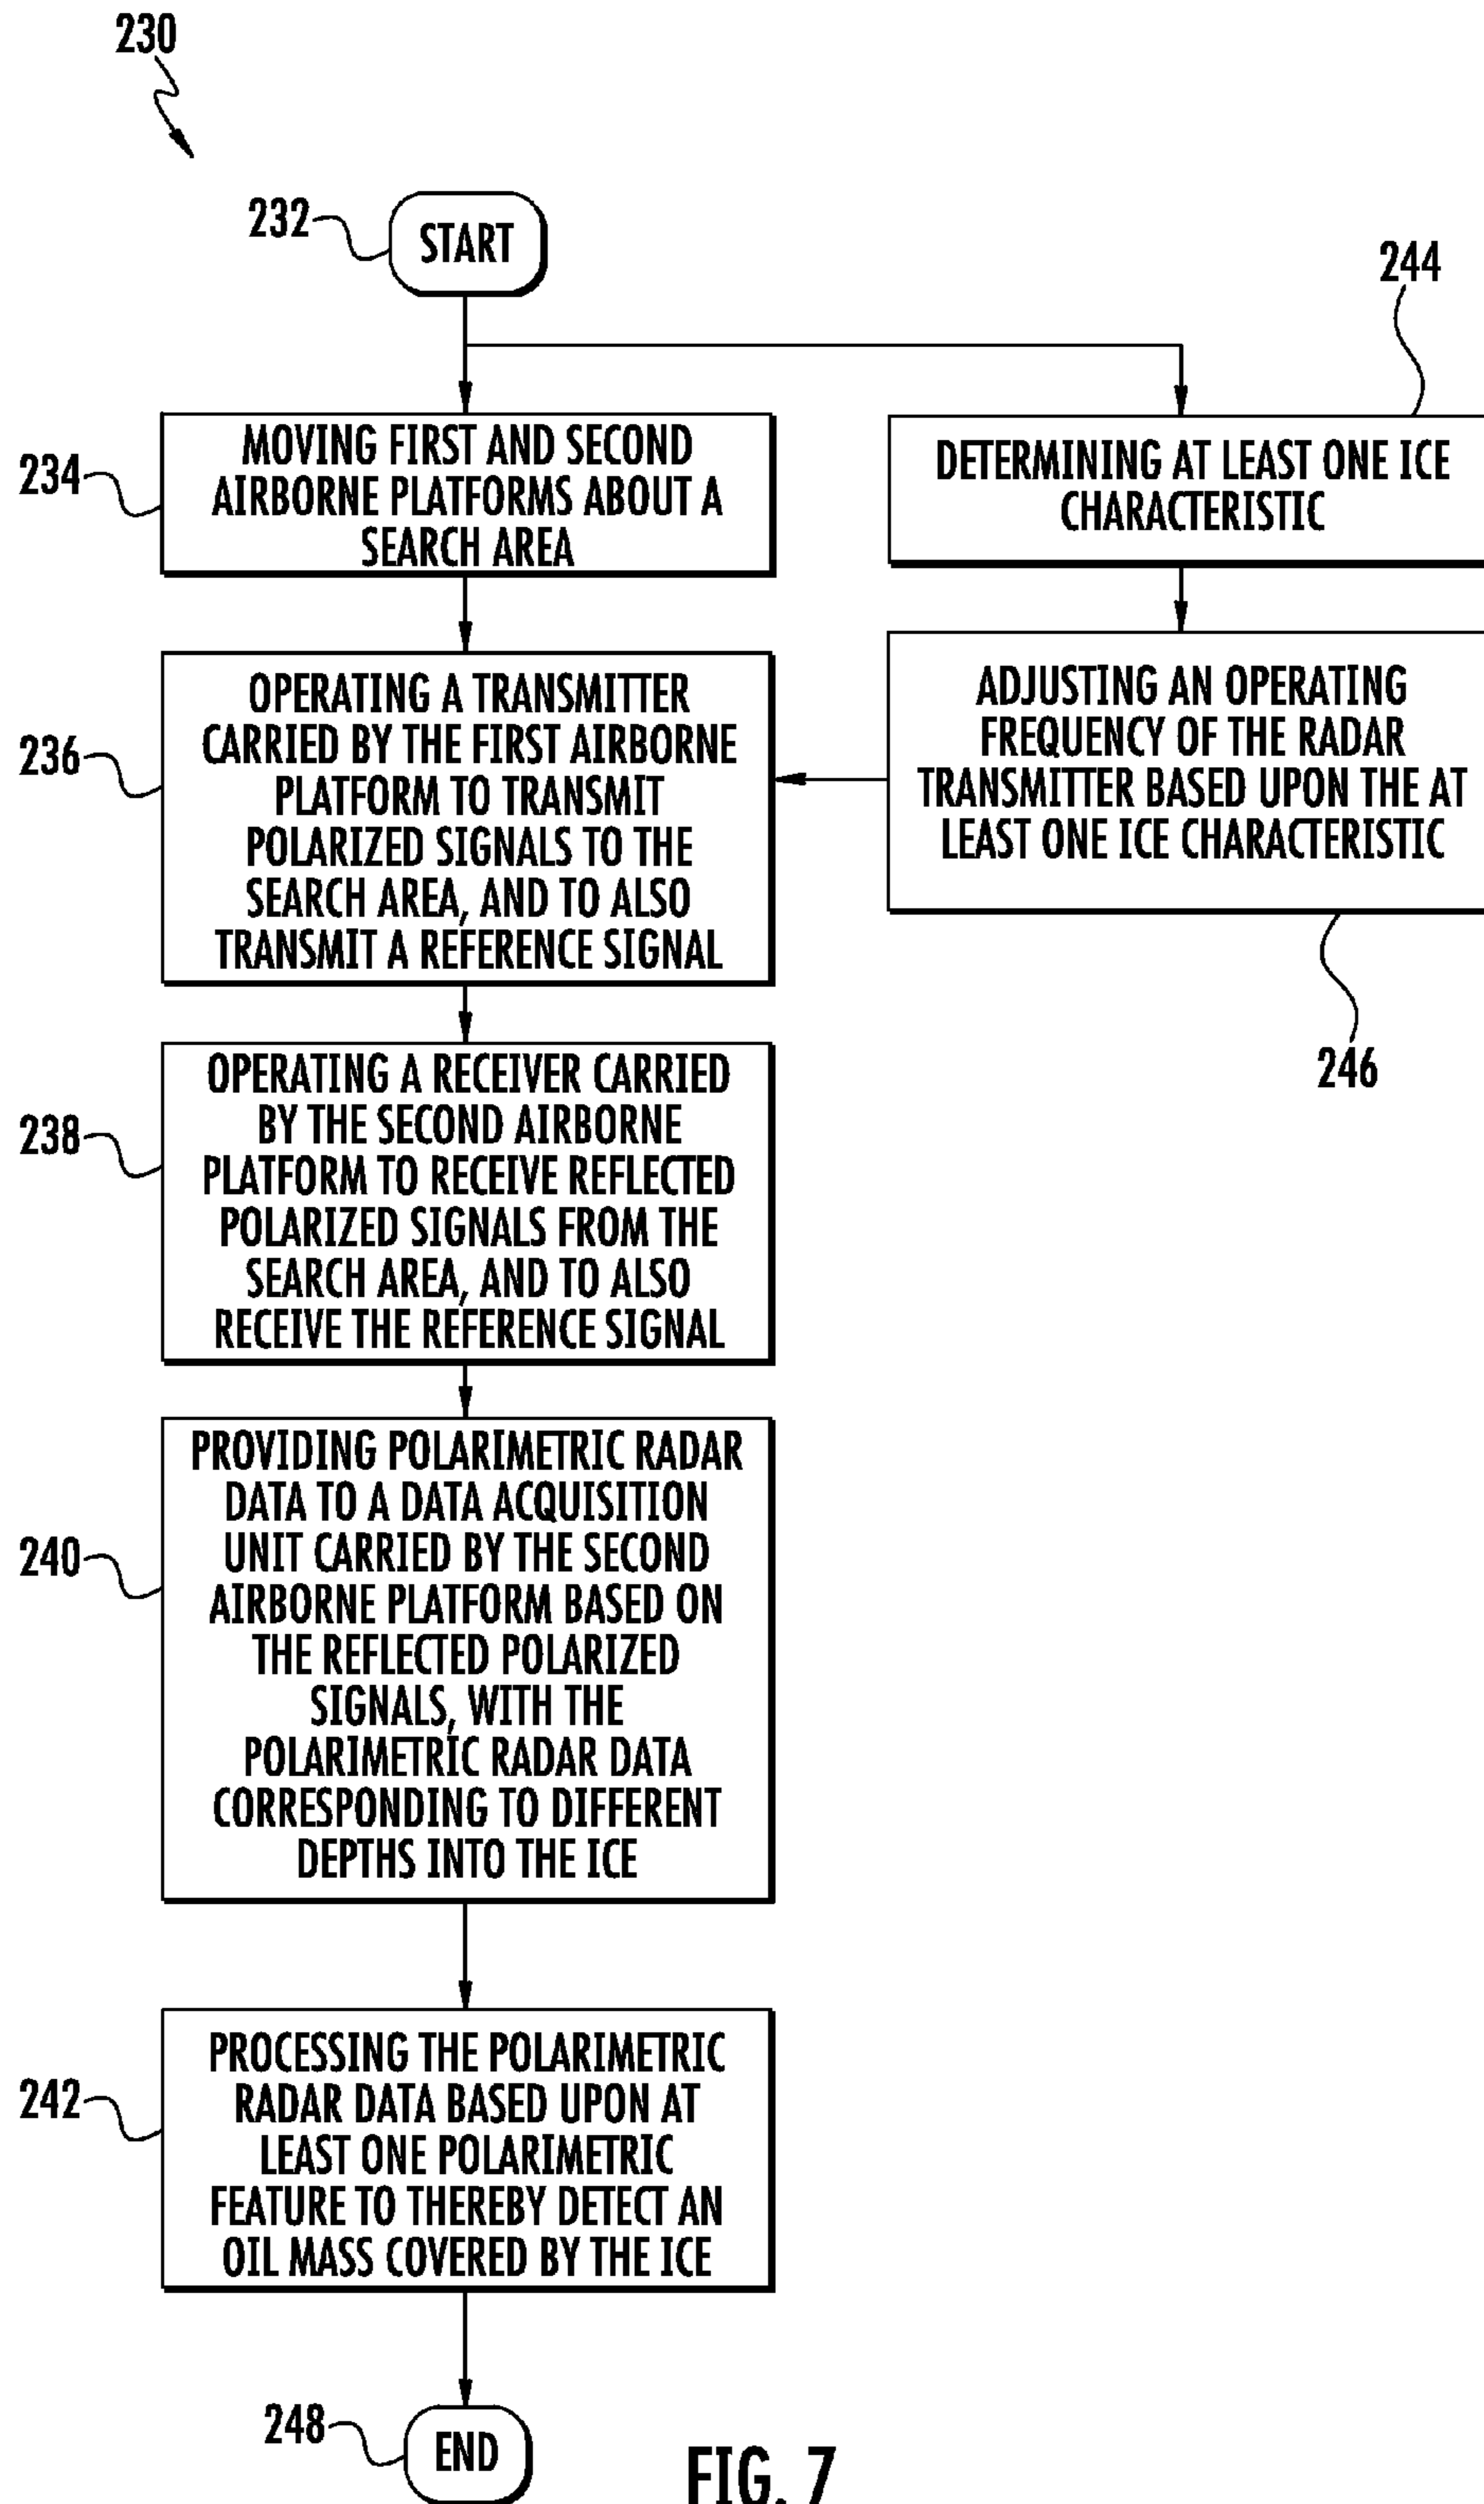 230
232
START
244
234
MOVING FIRST AND SECOND
AIRBORNE PLATFORMS ABOUT A
SEARCH AREA
DETERMINING AT LEAST ONE ICE
CHARACTERISTIC
236
OPERATING A TRANSMITTER
CARRIED BY THE FIRST AIRBORNE
PLATFORM TO TRANSMIT
POLARIZED SIGNALS TO THE
SEARCH AREA, AND TO ALSO
TRANSMIT A REFERENCE SIGNAL
ADJUSTING AN OPERATING
FREQUENCY OF THE RADAR
TRANSMITTER BASED UPON THE AT
LEAST ONE ICE CHARACTERISTIC
246
238
OPERATING A RECEIVER CARRIED
BY THE SECOND AIRBORNE
PLATFORM TO RECEIVE REFLECTED
POLARIZED SIGNALS FROM THE
SEARCH AREA, AND TO ALSO
RECEIVE THE REFERENCE SIGNAL
240
PROVIDING POLARIMETRIC RADAR
DATA TO A DATA ACQUISITION
UNIT CARRIED BY THE SECOND
AIRBORNE PLATFORM BASED ON
THE REFLECTED POLARIZED
SIGNALS, WITH THE
POLARIMETRIC RADAR DATA
CORRESPONDING TO DIFFERENT
DEPTHS INTO THE ICE
242
PROCESSING THE POLARIMETRIC
RADAR DATA BASED UPON AT
LEAST ONE POLARIMETRIC
FEATURE TO THEREBY DETECT AN
OIL MASS COVERED BY THE ICE
248
END
FIG. 7